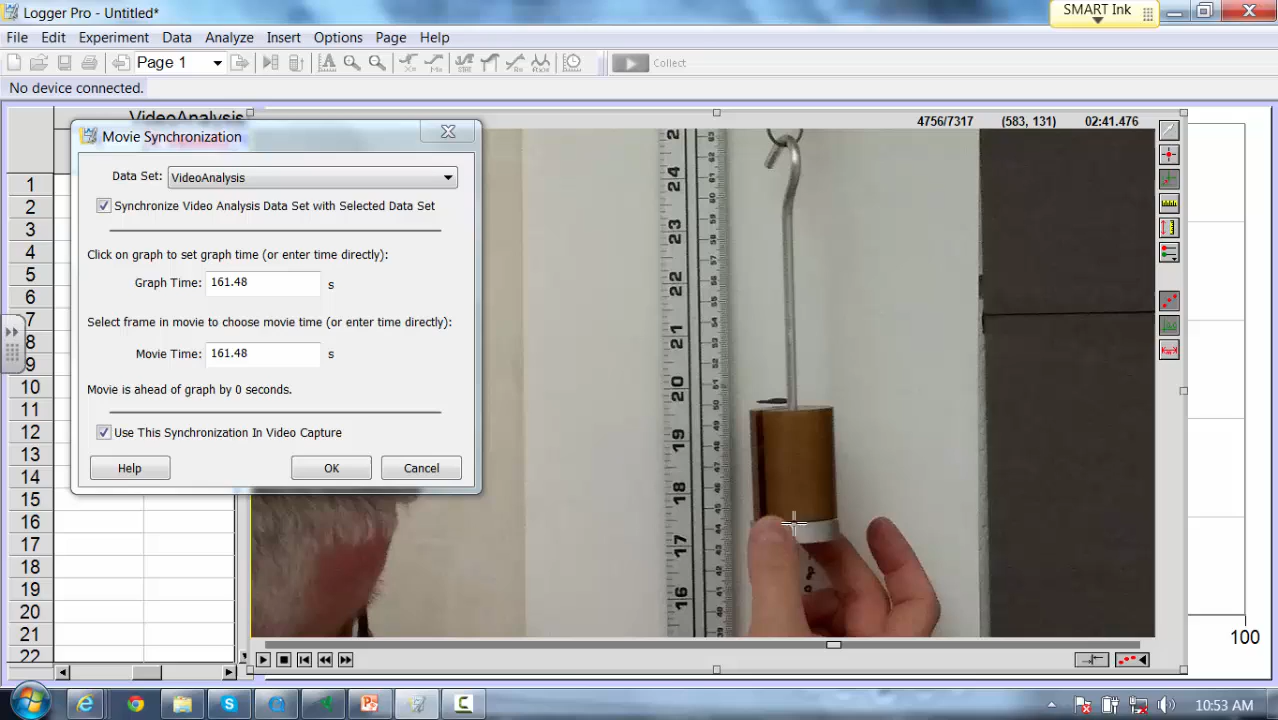 Logger Pro - Untitled*
SMART Ink
File Edit Experiment Data Analyze Insert Options Page Help
Page 1
Collect
No device connected.
VideoAnalysis
4756/7317 (583, 131) 02:41.476
Movie Synchronization
Data Set: VideoAnalysis
Synchronize Video Analysis Data Set with Selected Data Set
Click on graph to set graph time (or enter time directly):
Graph Time: 161.48 s
Select frame in movie to choose movie time (or enter time directly):
Movie Time: 161.48 s
Movie is ahead of graph by 0 seconds.
Use This Synchronization In Video Capture
Help OK Cancel
1
2
3
4
5
6
7
8
9
10
11
12
13
14
15
16
17
18
19
20
21
22
24
23
22
21
20
19
18
17
16
100
10:53 AM